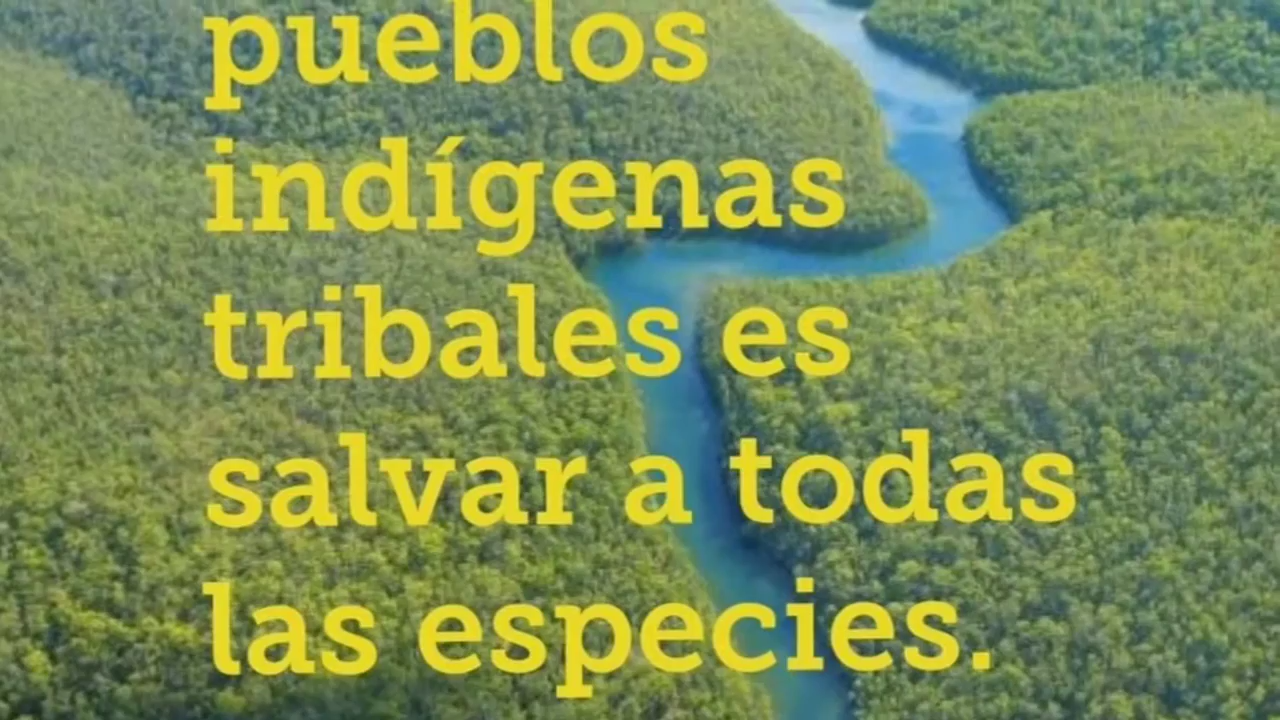 pueblos
indígenas
tribales es
salvar a todas
las especies.